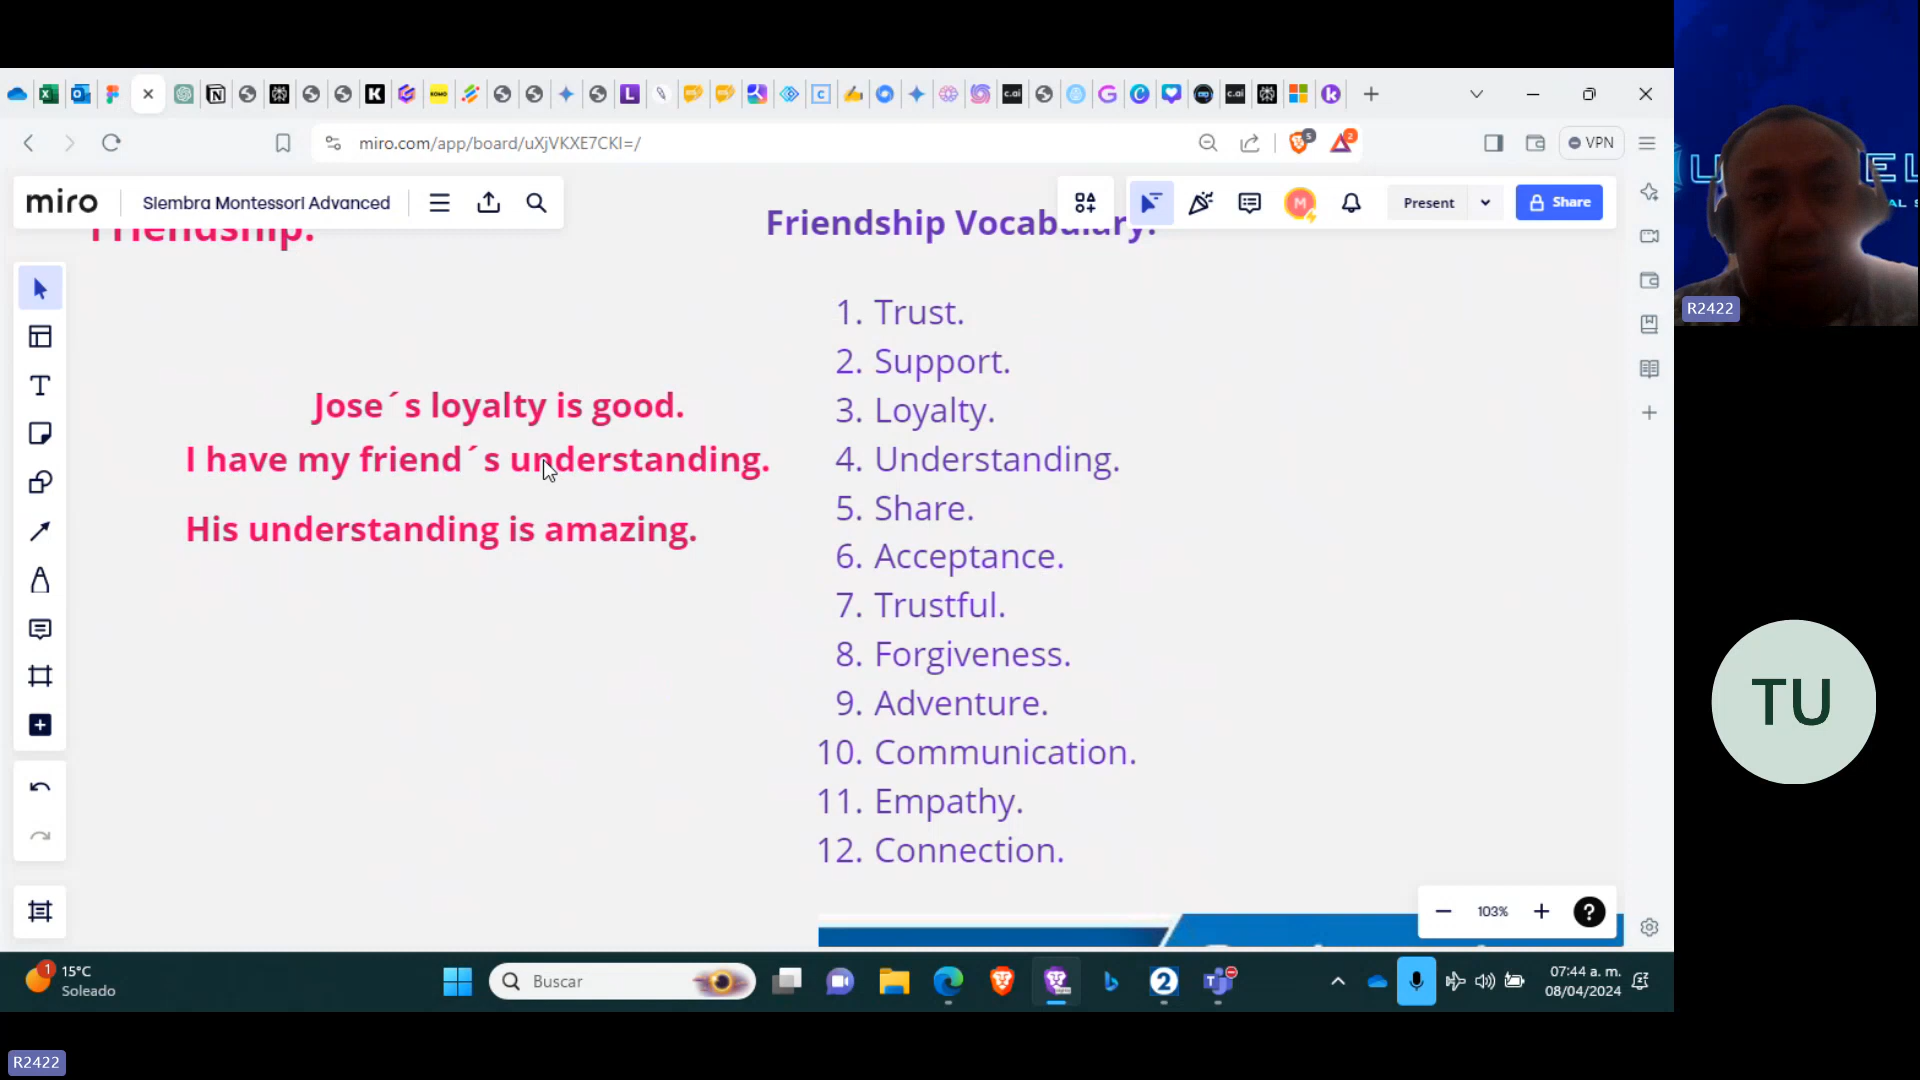 miro.com/app/board/uXjVKXE7CKI=/
VPN
miro
Siembra Montessori Advanced
Present
Share
Friendship.
Friendship Vocabulary.
1. Trust.
2. Support.
3. Loyalty.
4. Understanding.
5. Share.
6. Acceptance.
7. Trustful.
8. Forgiveness.
9. Adventure.
10. Communication.
11. Empathy.
12. Connection.
Jose´s loyalty is good.
I have my friend´s understanding.
His understanding is amazing.
103%
15°C
Soleado
Buscar
07:44 a. m.
08/04/2024
R2422
TU
R2422